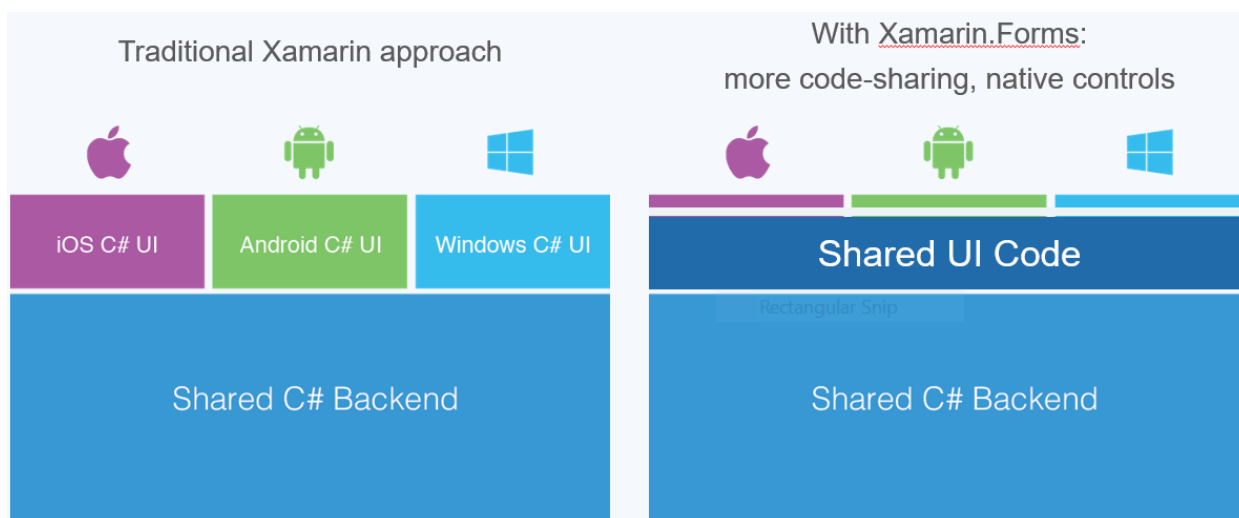 Traditional Xamarin approach
iOS C# UI
Android C# UI
Windows C# UI
Shared C# Backend
With Xamarin.Forms:
more code-sharing, native controls
Shared UI Code
Rectangular Snip
Shared C# Backend